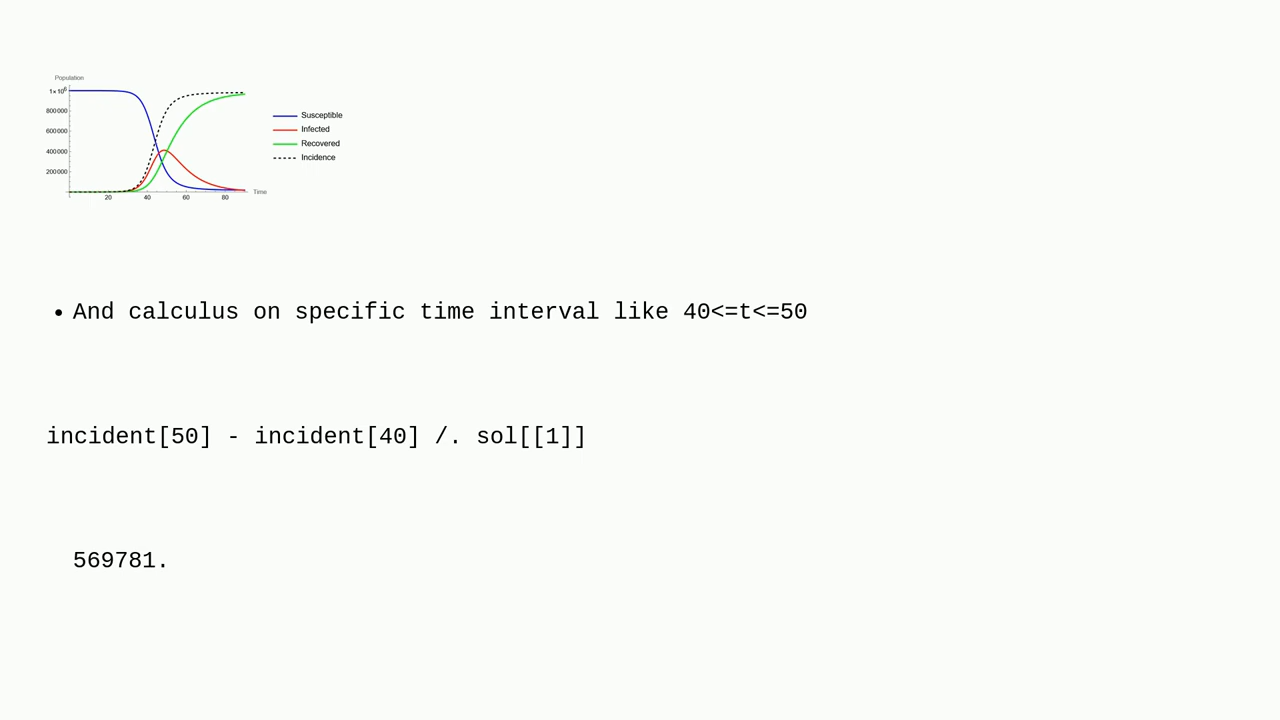 Population
1×10⁶
800000
600000
400000
200000
20 40 60 80
Time
Susceptible
Infected
Recovered
Incidence
• And calculus on specific time interval like 40<=t<=50
incident[50] - incident[40] /. sol[[1]]
569781.